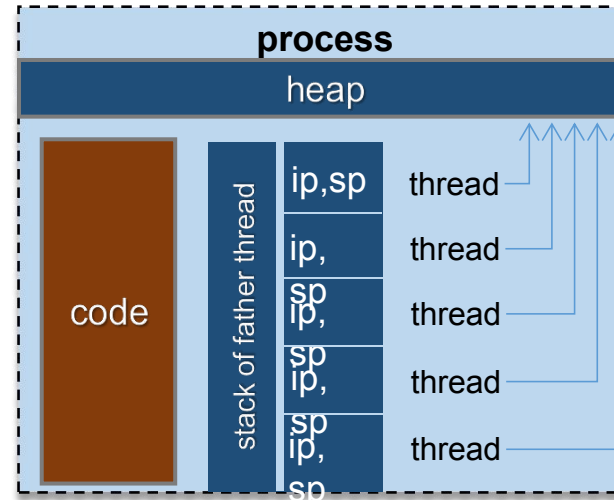 process
heap
code
stack of father thread
ip,sp
thread
ip,
sp
thread
ip,
sp
thread
ip,
sp
thread
ip,
sp
thread